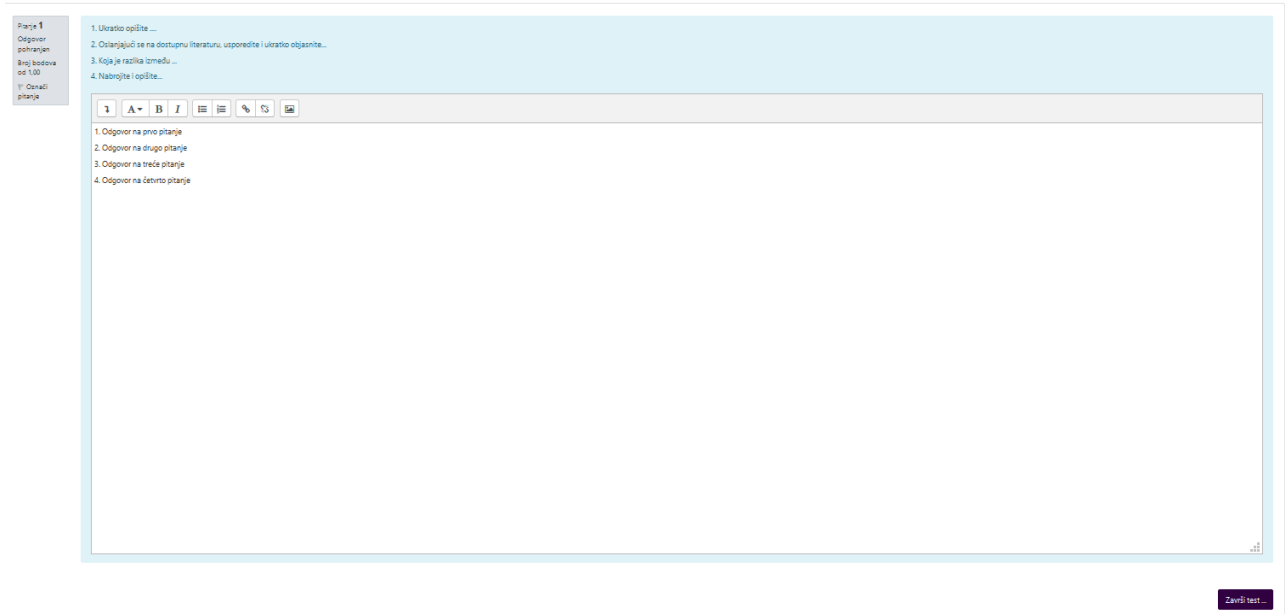 Pitanje 1
Odgovor
pohranjen
Broj bodova
od 1,00
Označi
pitanje
1. Ukratko opišite ....
2. Oslanjajući se na dostupnu literaturu, usporedite i ukratko objasnite...
3. Koja je razlika između ...
4. Nabrojite i opišite...
A B I
1. Odgovor na prvo pitanje
2. Odgovor na drugo pitanje
3. Odgovor na treće pitanje
4. Odgovor na četvrto pitanje
Završi test ...